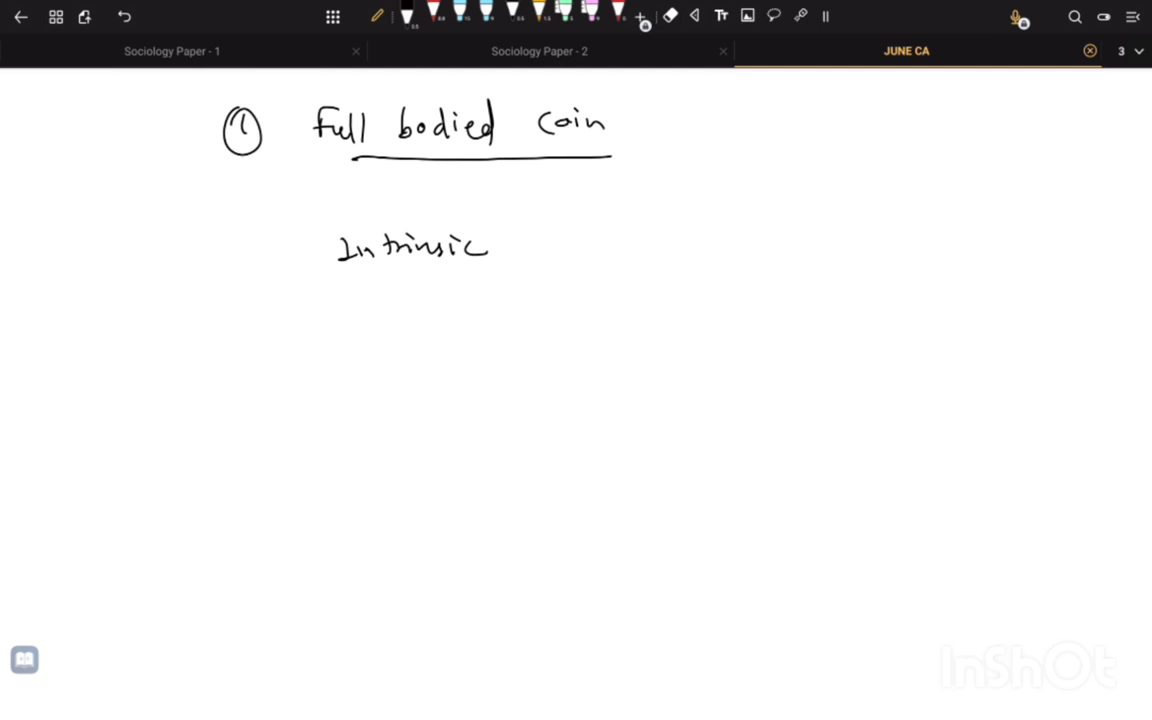 Sociology Paper - 1
Sociology Paper - 2
JUNE CA
3
① Full bodied coin
Intrinsic
InShOt